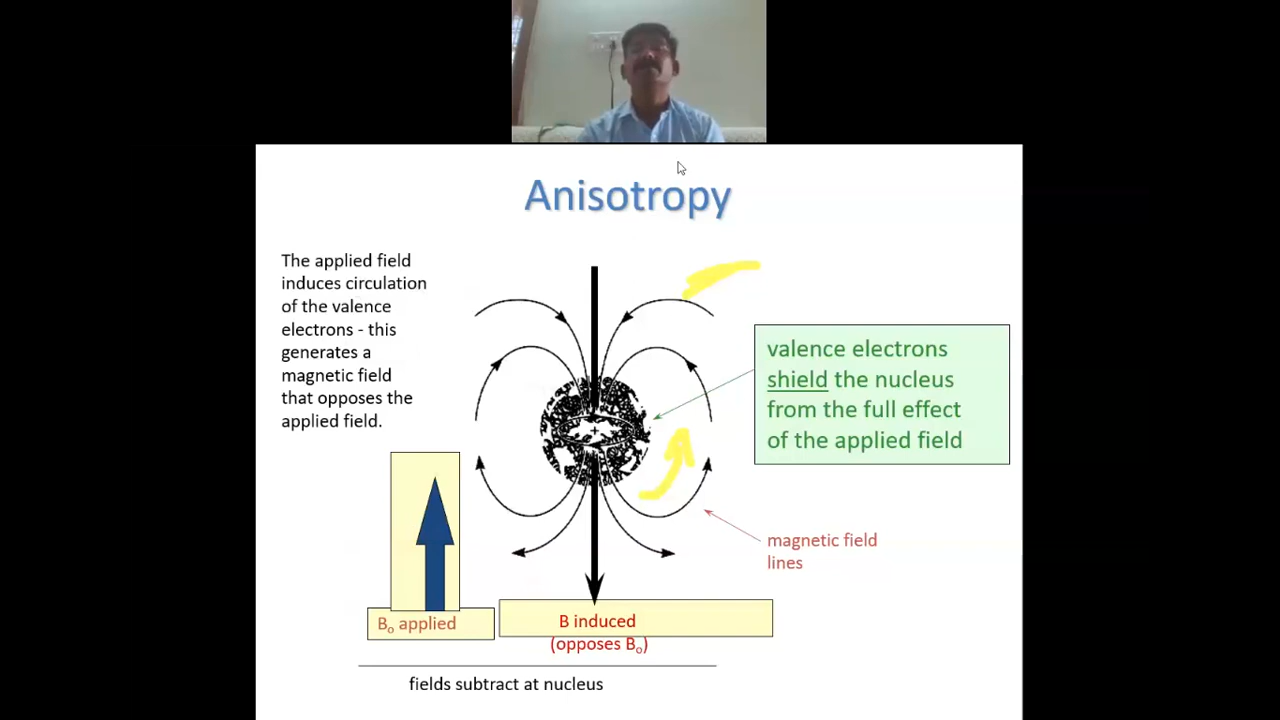 Anisotropy
The applied field
induces circulation
of the valence
electrons - this
generates a
magnetic field
that opposes the
applied field.
valence electrons
shield the nucleus
from the full effect
of the applied field
magnetic field
lines
Bo applied
B induced
(opposes Bo)
fields subtract at nucleus